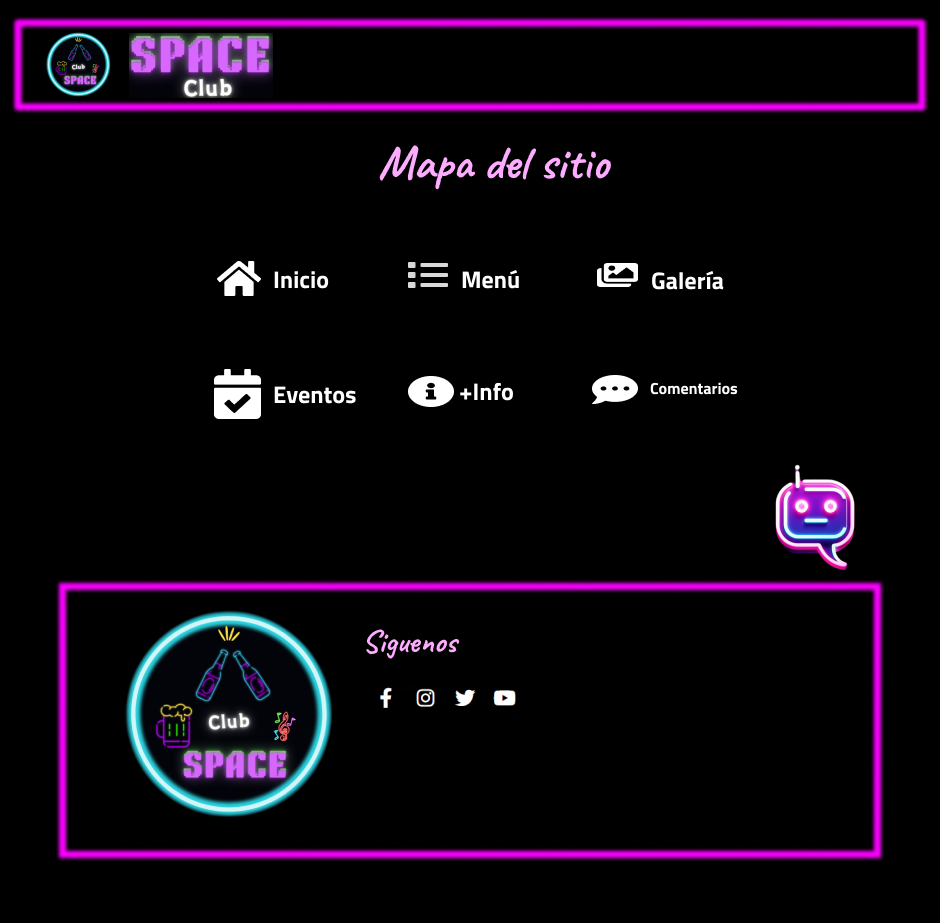 Club
SPACE
SPACE
Club
Mapa del sitio
Inicio
Menú
Galería
Eventos
+Info
Comentarios
Siguenos
Club
SPACE